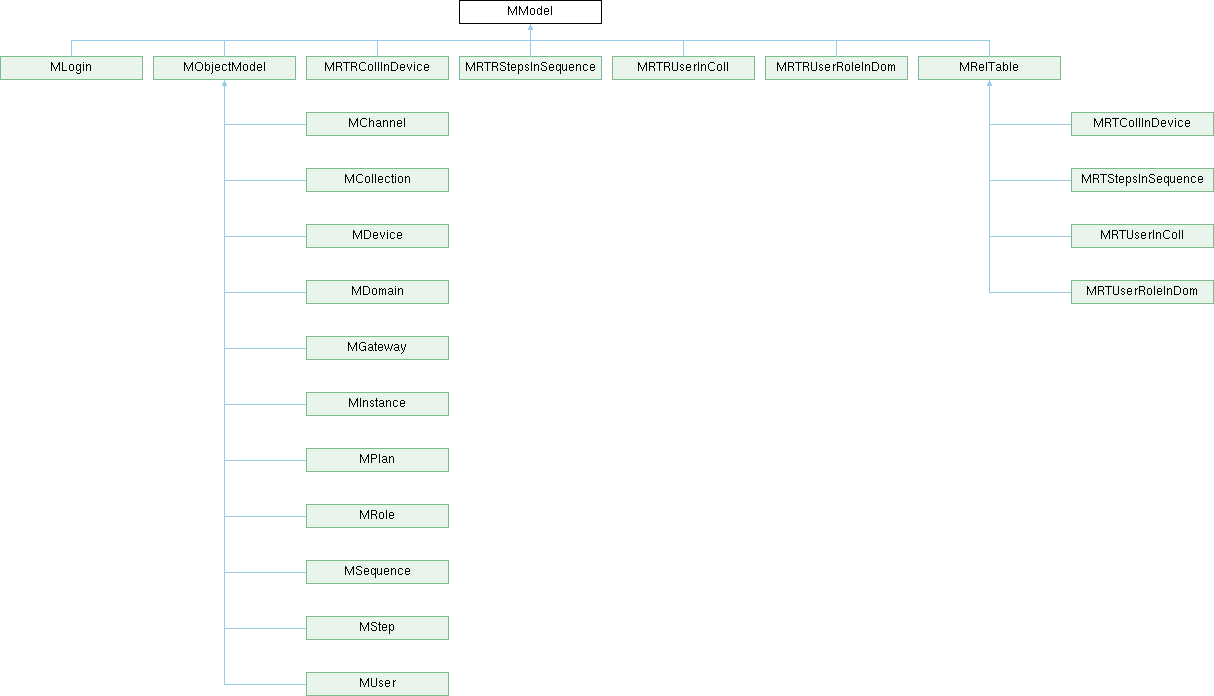 MModel
MLogin
MObjectModel
MRTRCollInDevice
MRTRStepsInSequence
MRTRUserInColl
MRTRUserRoleInDom
MRelTable
MChannel
MRTCollInDevice
MCollection
MRTStepsInSequence
MDevice
MRTUserInColl
MDomain
MRTUserRoleInDom
MGateway
MInstance
MPlan
MRole
MSequence
MStep
MUser